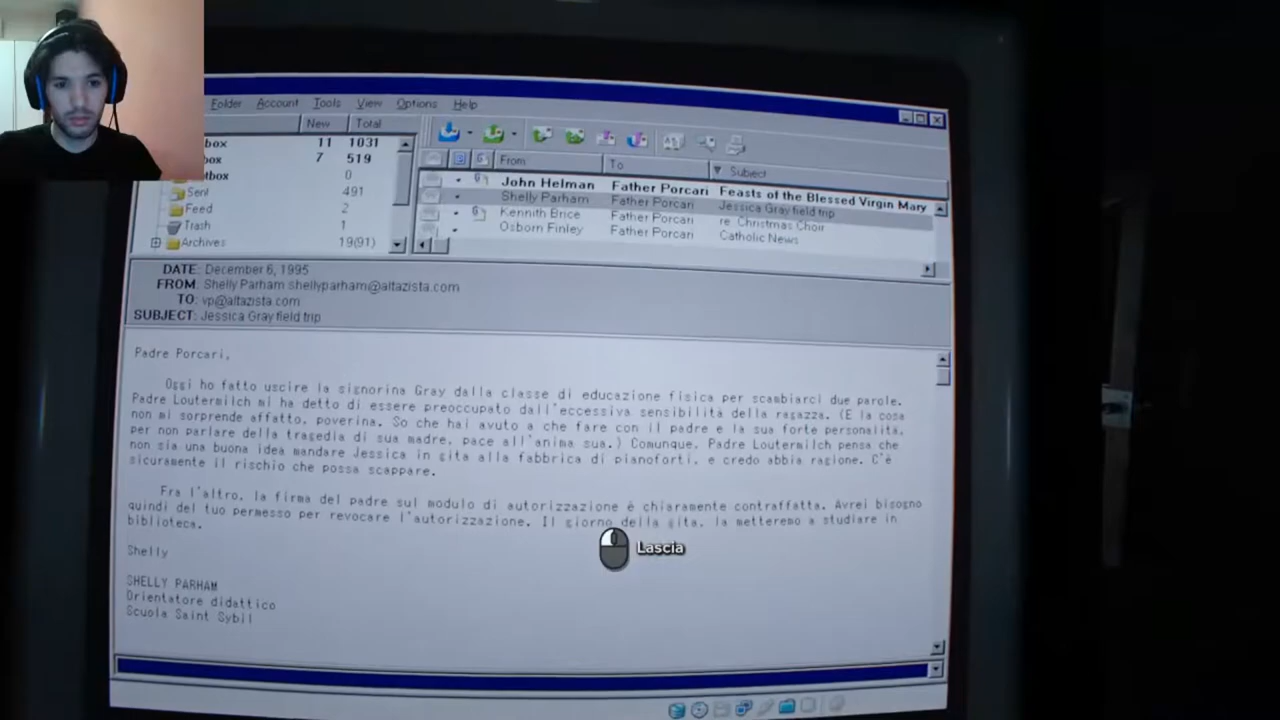 Folder Account Tools View Options Help
New Total
box 11 1031
box 7 519
tbox 0
Sent 491
Feed 2
Trash 1
Archives 19(91)
From To Subject
John Helman Father Porcari Feasts of the Blessed Virgin Mary
Shelly Parham Father Porcari Jessica Gray field trip
Kennith Brice Father Porcari re: Christmas Choir
Osborn Finley Father Porcari Catholic News
DATE: December 6, 1995
FROM: Shelly Parham shellyparham@altazista.com
TO: vp@altazista.com
SUBJECT: Jessica Gray field trip
Padre Porcari,
Oggi ho fatto uscire la signorina Gray dalla classe di educazione fisica per scambiarci due parole.
Padre Loutermilch mi ha detto di essere preoccupato dall'eccessiva sensibilità della ragazza. (E la cosa
non mi sorprende affatto, poverina. So che hai avuto a che fare con il padre e la sua forte personalità,
per non parlare della tragedia di sua madre, pace all'anima sua.) Comunque, Padre Loutermilch pensa che
non sia una buona idea mandare Jessica in gita alla fabbrica di pianoforti, e credo abbia ragione. C'è
sicuramente il rischio che possa scappare.
Fra l'altro, la firma del padre sul modulo di autorizzazione è chiaramente contraffatta. Avrei bisogno
quindi del tuo permesso per revocare l'autorizzazione. Il giorno della gita, la metteremo a studiare in
biblioteca.
Lascia
Shelly
SHELLY PARHAM
Orientatore didattico
Scuola Saint Sybil